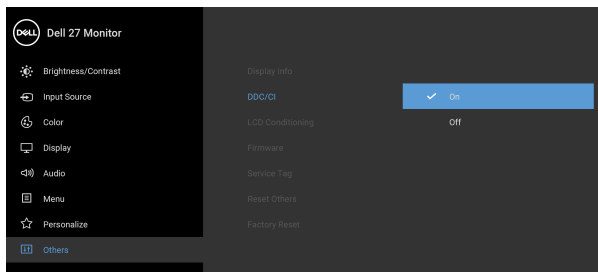 DELL Dell 27 Monitor
Brightness/Contrast
Display Info
Input Source
DDC/CI
On
Color
LCD Conditioning
Off
Display
Firmware
Audio
Service Tag
Menu
Reset Others
Personalize
Factory Reset
Others